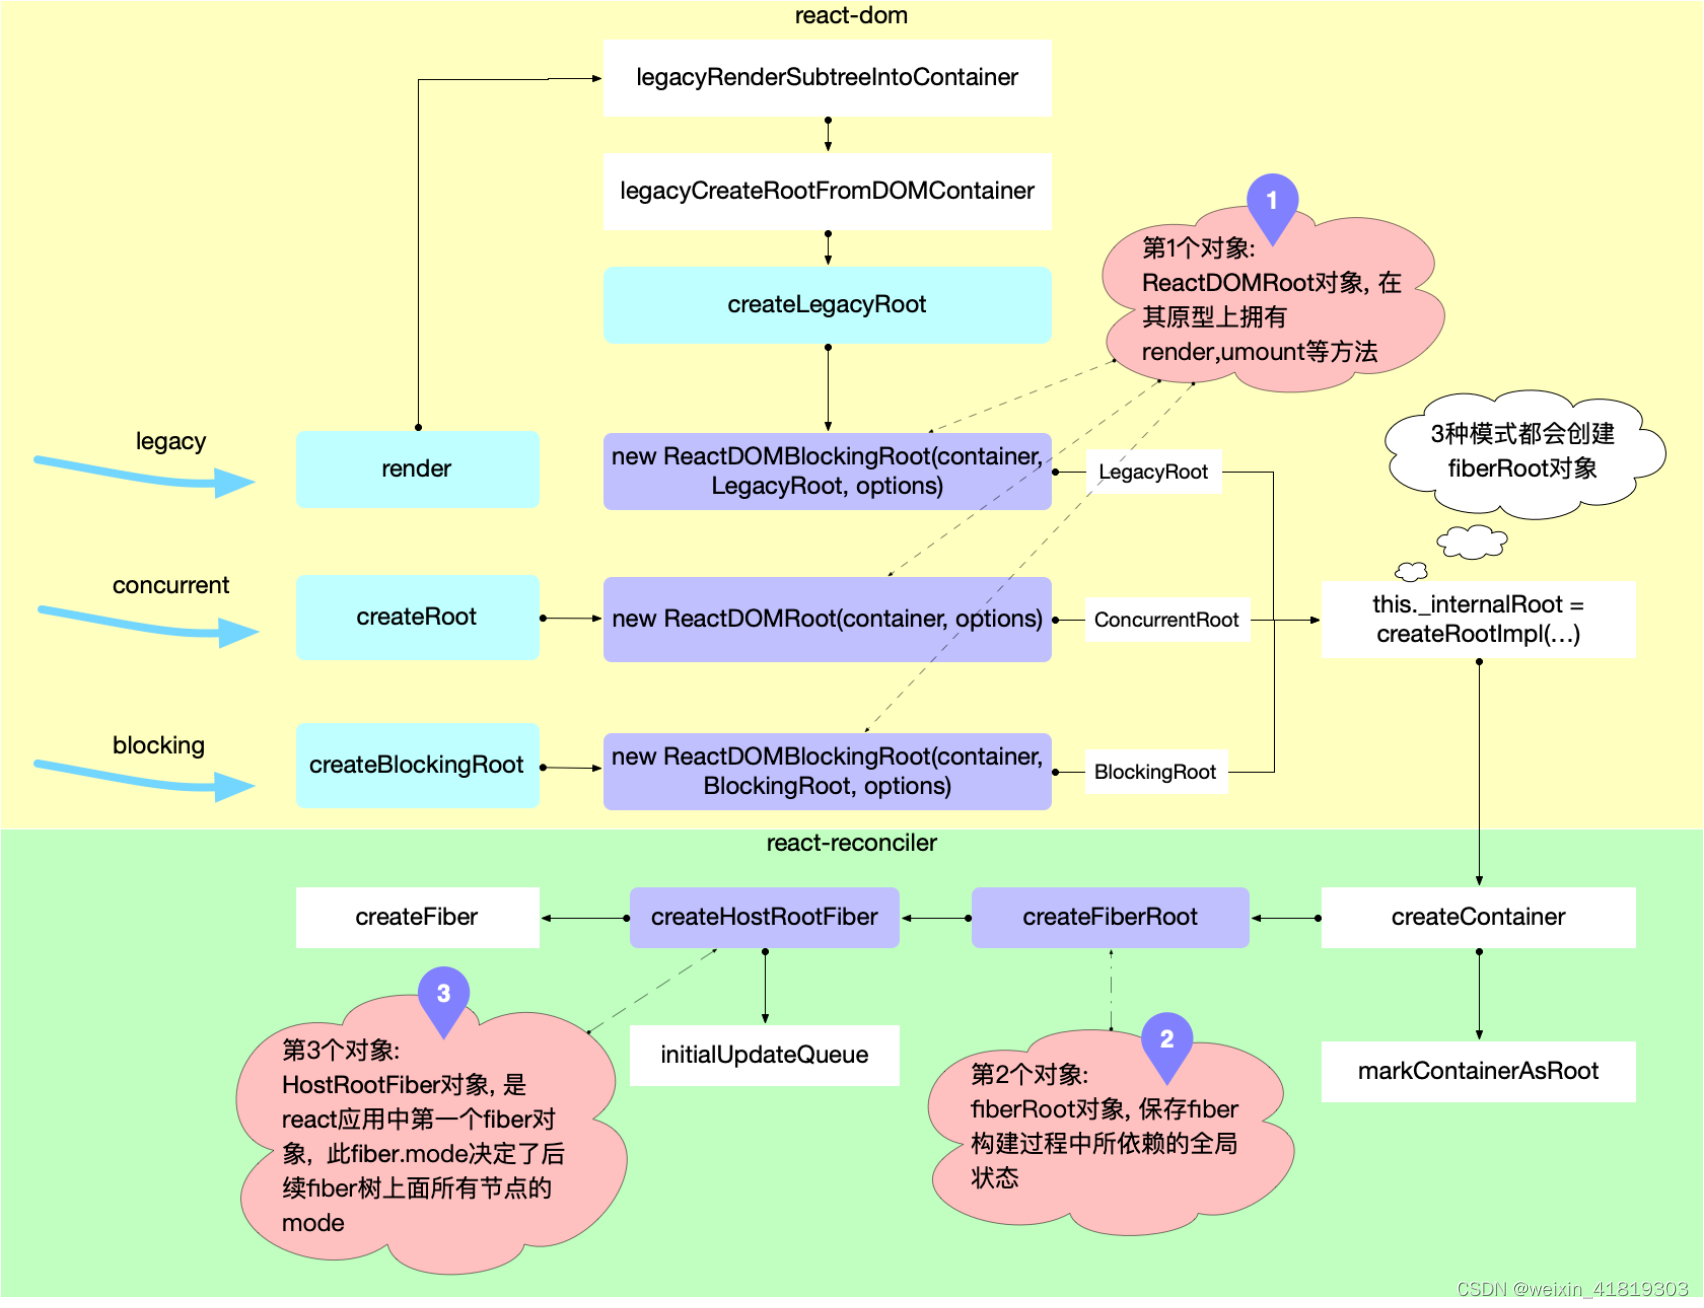 react-dom
legacyRenderSubtreeIntoContainer
legacyCreateRootFromDOMContainer
createLegacyRoot
1
第1个对象:
ReactDOMRoot对象, 在
其原型上拥有
render,umount等方法
3种模式都会创建
fiberRoot对象
legacy
render
new ReactDOMBlockingRoot(container,
LegacyRoot, options)
LegacyRoot
concurrent
createRoot
new ReactDOMRoot(container, options)
ConcurrentRoot
this._internalRoot =
createRootImpl(...)
blocking
createBlockingRoot
new ReactDOMBlockingRoot(container,
BlockingRoot, options)
BlockingRoot
react-reconciler
createFiber
createHostRootFiber
createFiberRoot
createContainer
initialUpdateQueue
markContainerAsRoot
3
第3个对象:
HostRootFiber对象, 是
react应用中第一个fiber对
象, 此fiber.mode决定了后
续fiber树上面所有节点的
mode
2
第2个对象:
fiberRoot对象, 保存fiber
构建过程中所依赖的全局
状态
CSDN @weixin_41819303